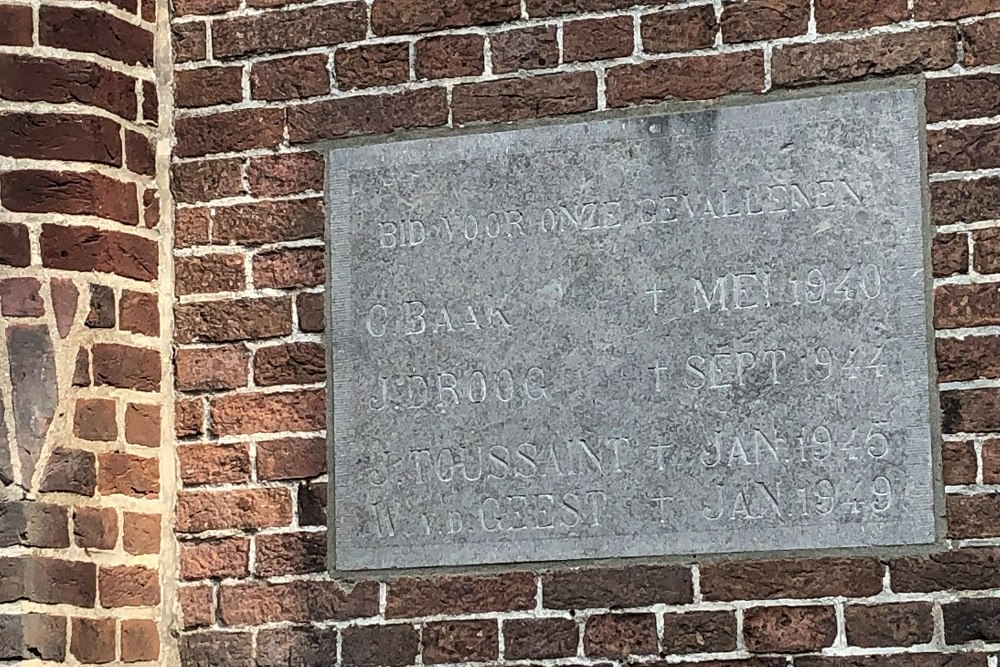 BID VOOR ONZE GEVALLENEN
C. BAAK † MEI 1940
J. DROOG † SEPT 1944
J. TOUSSAINT † JAN. 1945
W. v.d GEEST † JAN. 1949